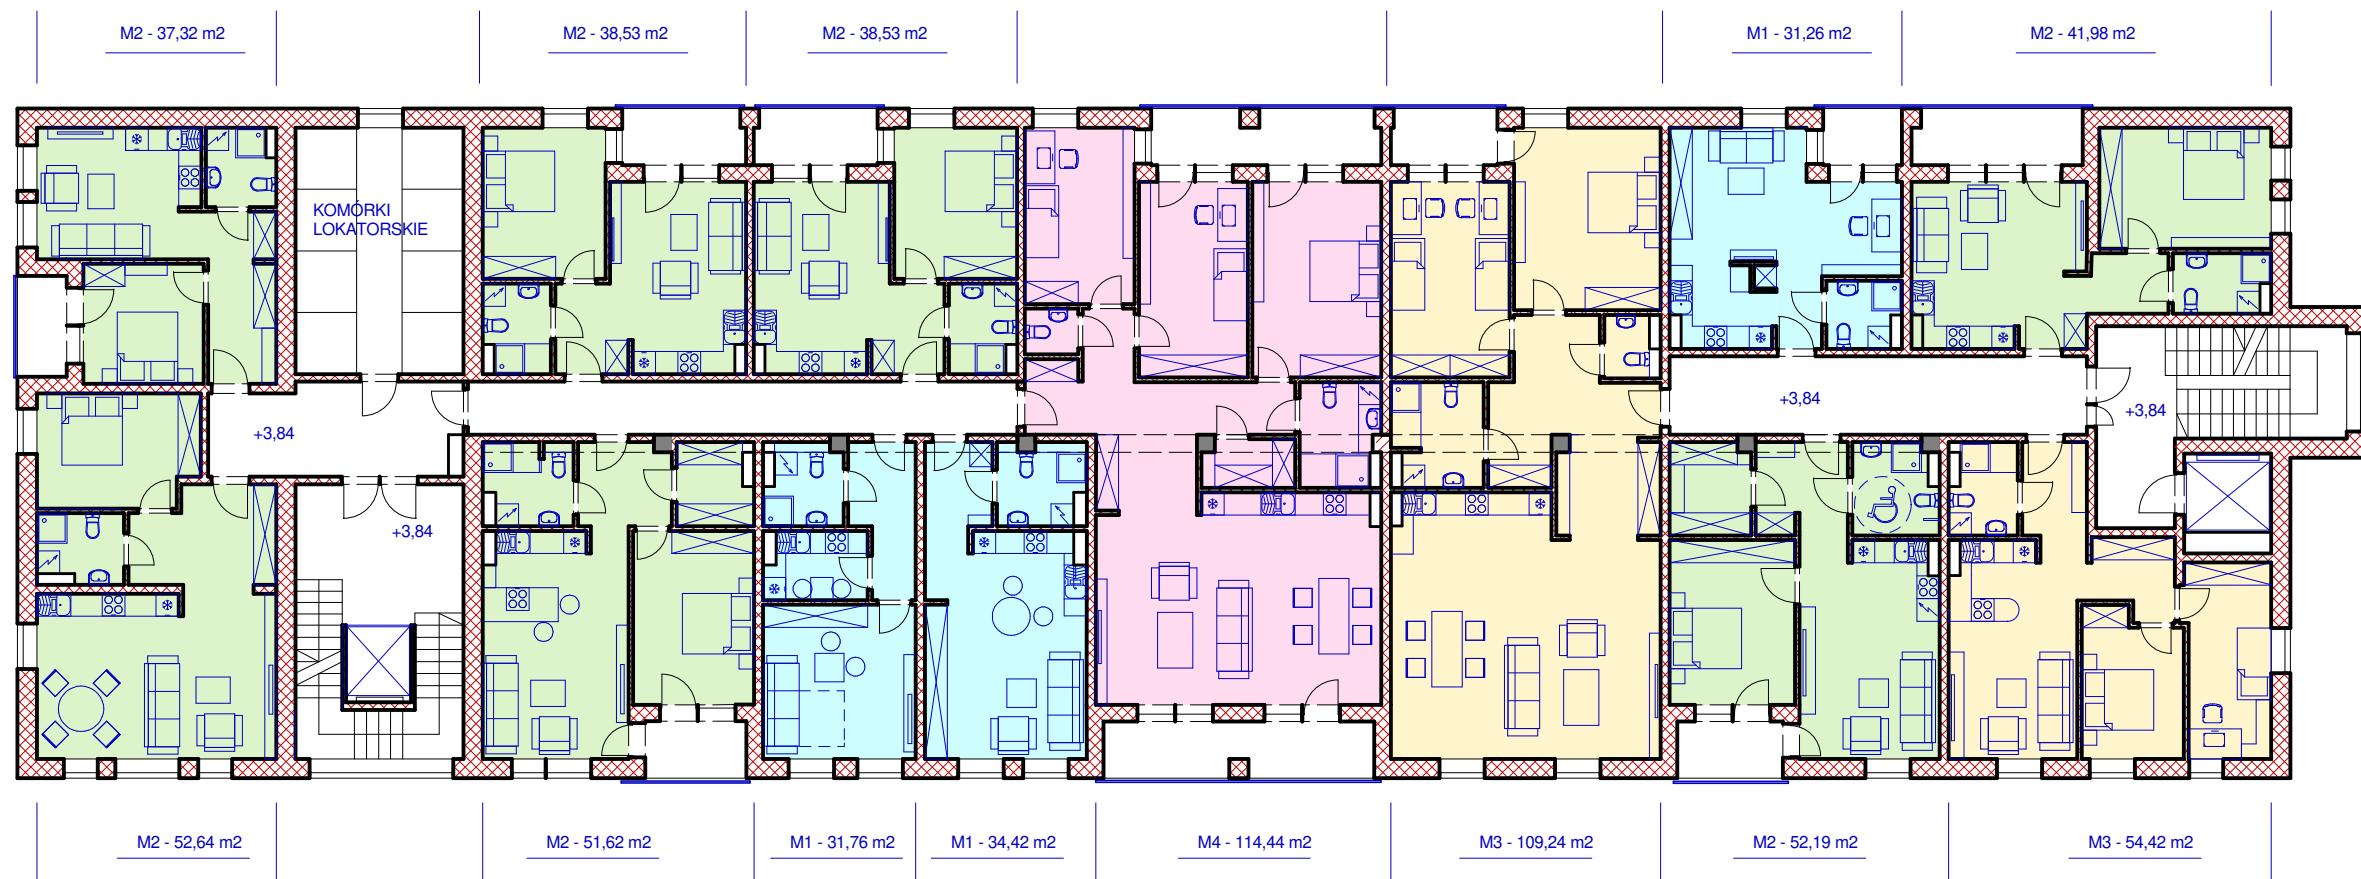 M2 - 37,32 m2
M2 - 38,53 m2
M2 - 38,53 m2
M1 - 31,26 m2
M2 - 41,98 m2
KOMÓRKI
LOKATORSKIE
+3,84
+3,84
+3,84
+3,84
M2 - 52,64 m2
M2 - 51,62 m2
M1 - 31,76 m2
M1 - 34,42 m2
M4 - 114,44 m2
M3 - 109,24 m2
M2 - 52,19 m2
M3 - 54,42 m2